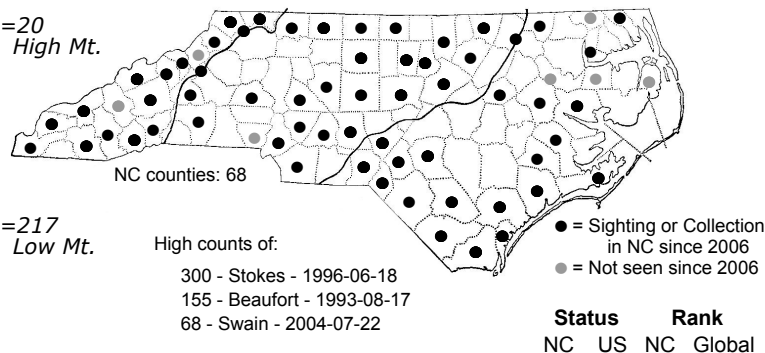 =20
High Mt.
NC counties: 68
=217
Low Mt.
High counts of:
300 - Stokes - 1996-06-18
155 - Beaufort - 1993-08-17
68 - Swain - 2004-07-22
= Sighting or Collection
in NC since 2006
= Not seen since 2006
Status Rank
NC US NC Global